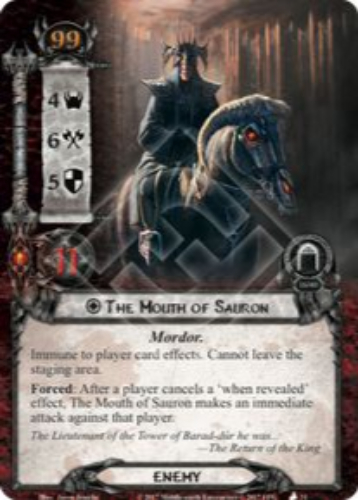 99
4
6
5
11
THE MOUTH OF SAURON
Mordor.
Immune to player card effects. Cannot leave the
staging area.
Forced: After a player cancels a 'when revealed'
effect, The Mouth of Sauron makes an immediate
attack against that player.
The Lieutenant of the Tower of Barad-dûr he was...
—The Return of the King
ENEMY